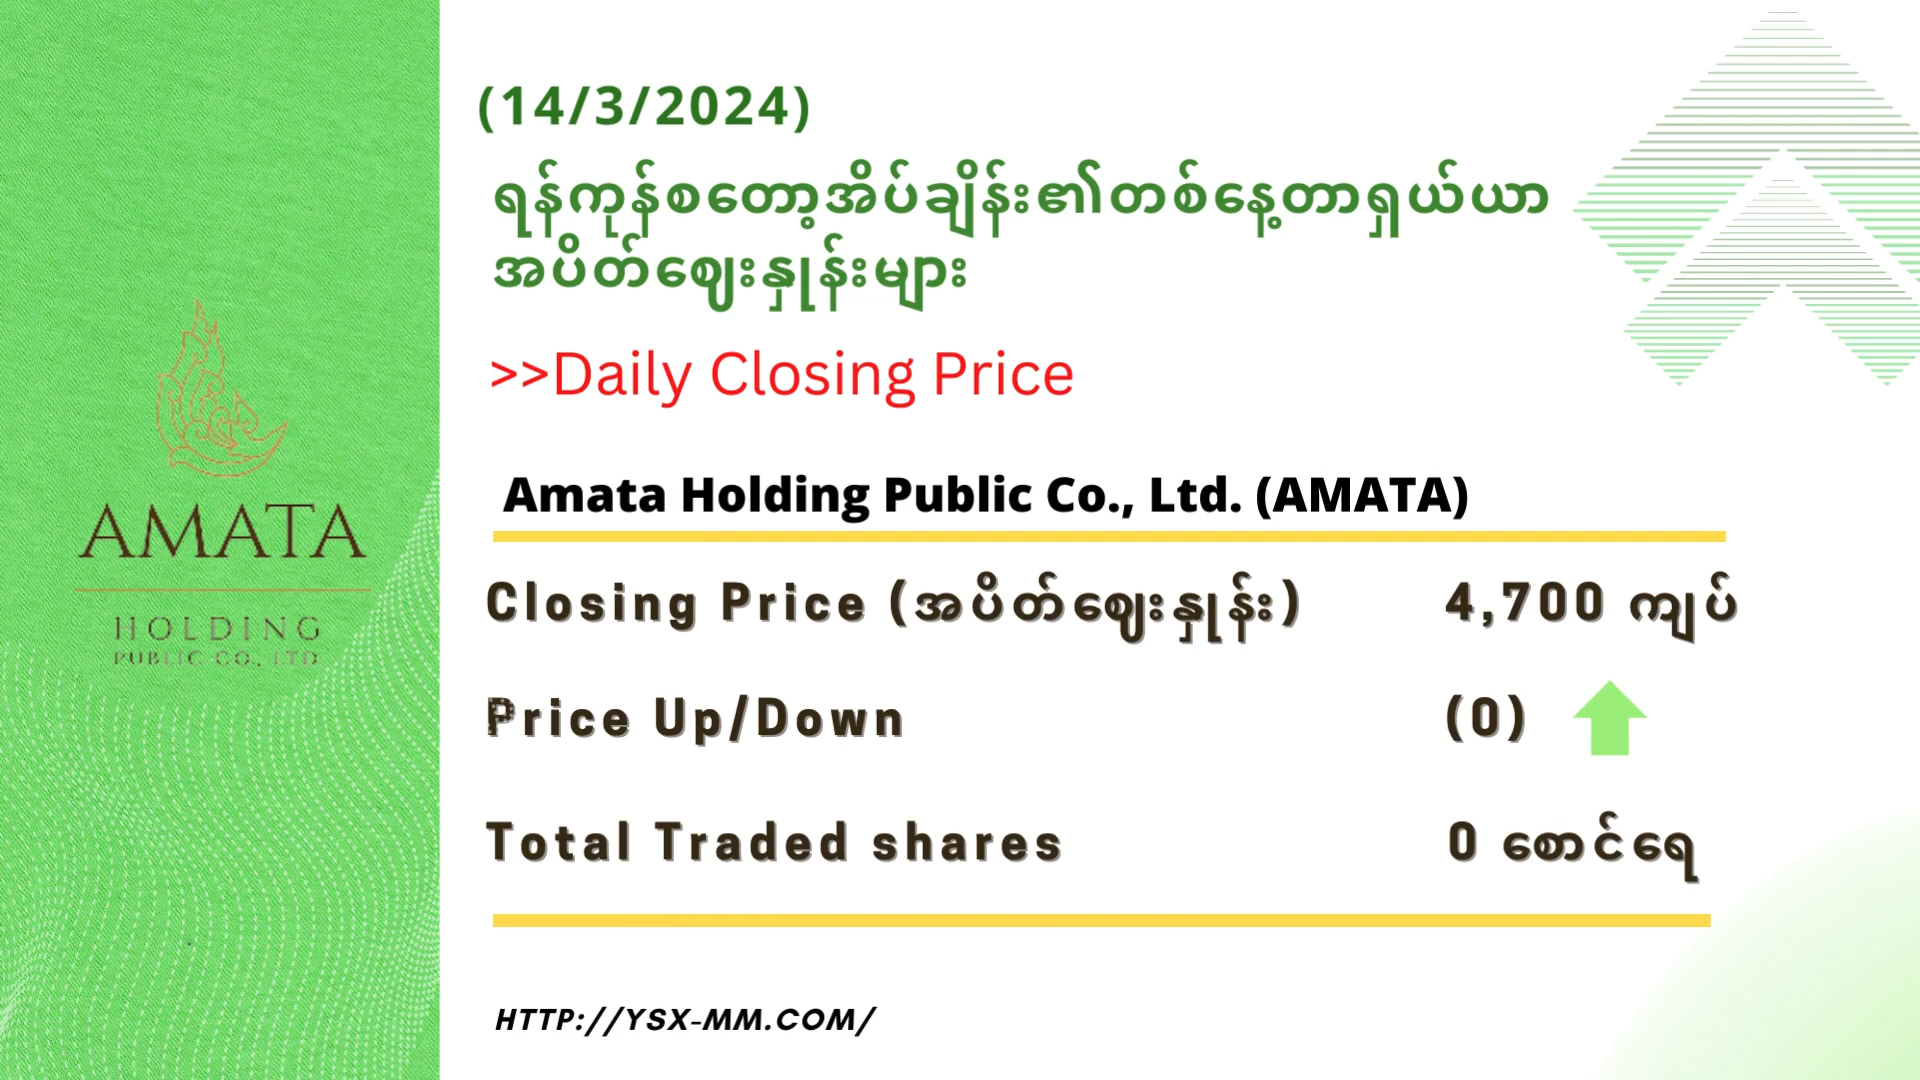 (14/3/2024)
ရန်ကုန်စတော့အိပ်ချိန်း၏တစ်နေ့တာရှယ်ယာ
အပိတ်ဈေးနှုန်းများ
>>Daily Closing Price
AMATA
HOLDING
PUBLIC CO., LTD
Amata Holding Public Co., Ltd. (AMATA)
Closing Price (အပိတ်ဈေးနှုန်း) 4,700 ကျပ်
Price Up/Down (0)
Total Traded shares 0 စောင်ရေ
HTTP://YSX-MM.COM/